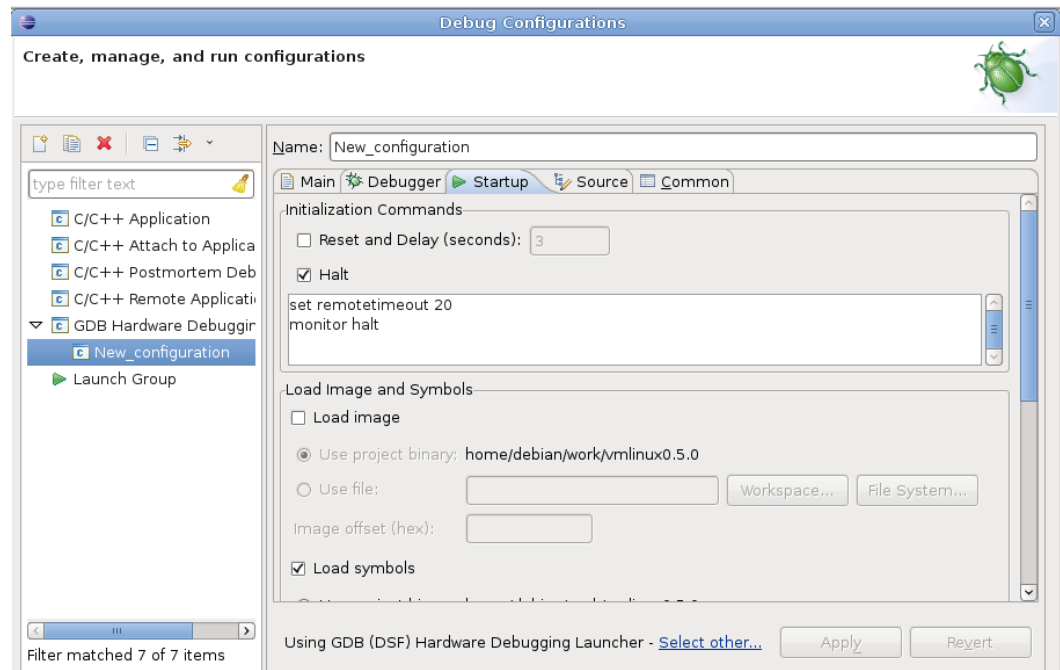 Debug Configurations
Create, manage, and run configurations
type filter text
C/C++ Application
C/C++ Attach to Applica
C/C++ Postmortem Deb
C/C++ Remote Applicati
GDB Hardware Debuggin
New_configuration
Launch Group
Filter matched 7 of 7 items
Name: New_configuration
Main Debugger Startup Source Common
Initialization Commands
Reset and Delay (seconds): 3
Halt
set remotetimeout 20
monitor halt
Load Image and Symbols
Load image
Use project binary: home/debian/work/vmlinux0.5.0
Use file: Workspace... File System...
Image offset (hex):
Load symbols
Using GDB (DSF) Hardware Debugging Launcher - Select other... Apply Revert